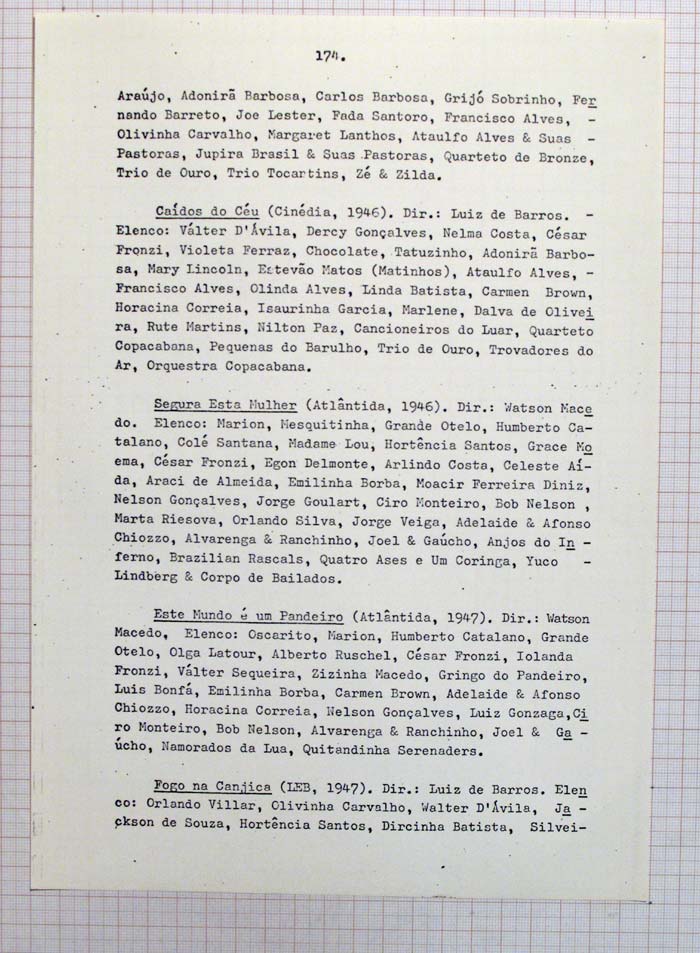 174.
Araújo, Adonirã Barbosa, Carlos Barbosa, Grijó Sobrinho, Fer
nando Barreto, Joe Lester, Fada Santoro, Francisco Alves, -
Olivinha Carvalho, Margaret Lanthos, Ataulfo Alves & Suas -
Pastoras, Jupira Brasil & Suas Pastoras, Quarteto de Bronze,
Trio de Ouro, Trio Tocartins, Zé & Zilda.
Caídos do Céu (Cinédia, 1946). Dir.: Luiz de Barros. -
Elenco: Válter D'Ávila, Dercy Gonçalves, Nelma Costa, César
Fronzi, Violeta Ferraz, Chocolate, Tatuzinho, Adonirã Barbo-
sa, Mary Lincoln, Estevão Matos (Matinhos), Ataulfo Alves, -
Francisco Alves, Olinda Alves, Linda Batista, Carmen Brown,
Horacina Correia, Isaurinha Garcia, Marlene, Dalva de Olivei
ra, Rute Martins, Nilton Paz, Cancioneiros do Luar, Quarteto
Copacabana, Pequenas do Barulho, Trio de Ouro, Trovadores do
Ar, Orquestra Copacabana.
Segura Esta Mulher (Atlântida, 1946). Dir.: Watson Mace
do. Elenco: Marion, Mesquitinha, Grande Otelo, Humberto Ca-
talano, Colé Santana, Madame Lou, Hortência Santos, Grace Mo
ema, César Fronzi, Egon Delmonte, Arlindo Costa, Celeste Aí-
da, Araci de Almeida, Emilinha Borba, Moacir Ferreira Diniz,
Nelson Gonçalves, Jorge Goulart, Ciro Monteiro, Bob Nelson ,
Marta Riesova, Orlando Silva, Jorge Veiga, Adelaide & Afonso
Chiozzo, Alvarenga & Ranchinho, Joel & Gaúcho, Anjos do In -
ferno, Brazilian Rascals, Quatro Ases e Um Coringa, Yuco -
Lindberg & Corpo de Bailados.
Este Mundo é um Pandeiro (Atlântida, 1947). Dir.: Watson
Macedo, Elenco: Oscarito, Marion, Humberto Catalano, Grande
Otelo, Olga Latour, Alberto Ruschel, César Fronzi, Iolanda
Fronzi, Válter Sequeira, Zizinha Macedo, Gringo do Pandeiro,
Luis Bonfá, Emilinha Borba, Carmen Brown, Adelaide & Afonso
Chiozzo, Horacina Correia, Nelson Gonçalves, Luiz Gonzaga,Ci
ro Monteiro, Bob Nelson, Alvarenga & Ranchinho, Joel & Ga -
úcho, Namorados da Lua, Quitandinha Serenaders.
Fogo na Canjica (LEB, 1947). Dir.: Luiz de Barros. Elen
co: Orlando Villar, Olivinha Carvalho, Walter D'Ávila, Ja -
ckson de Souza, Hortência Santos, Dircinha Batista, Silvei-